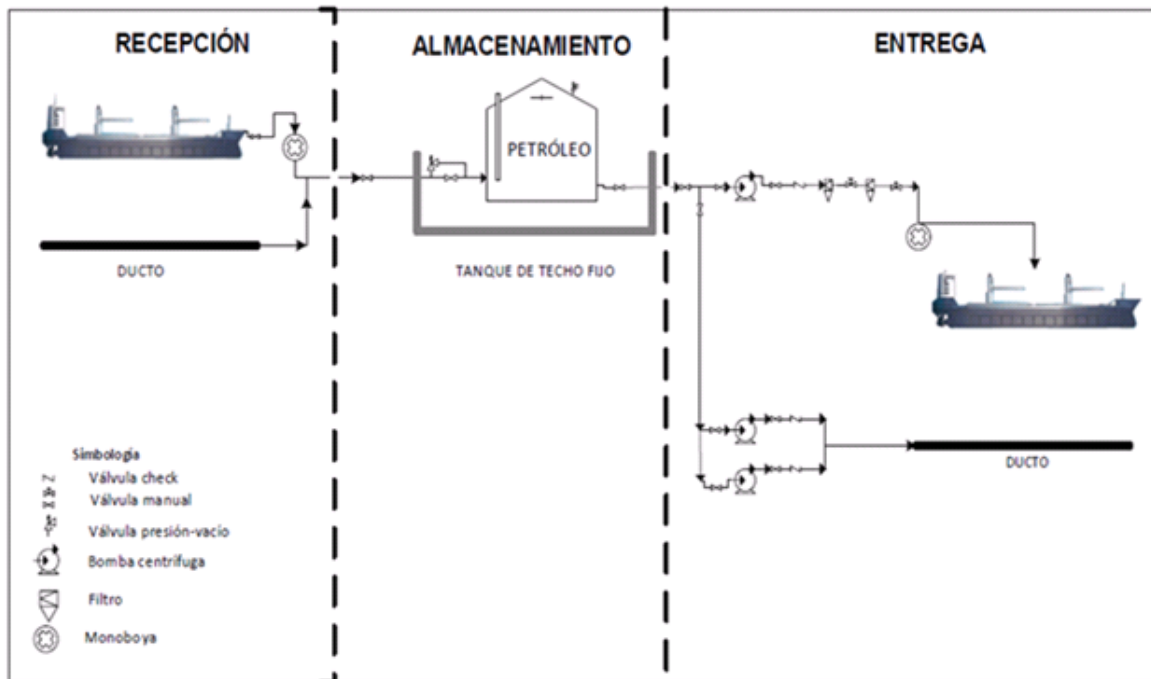 RECEPCIÓN
ALMACENAMIENTO
ENTREGA
PETRÓLEO
DUCTO
TANQUE DE TECHO FIJO
DUCTO
Simbología
Válvula check
Válvula manual
Válvula presión-vacío
Bomba centrífuga
Filtro
Monoboya